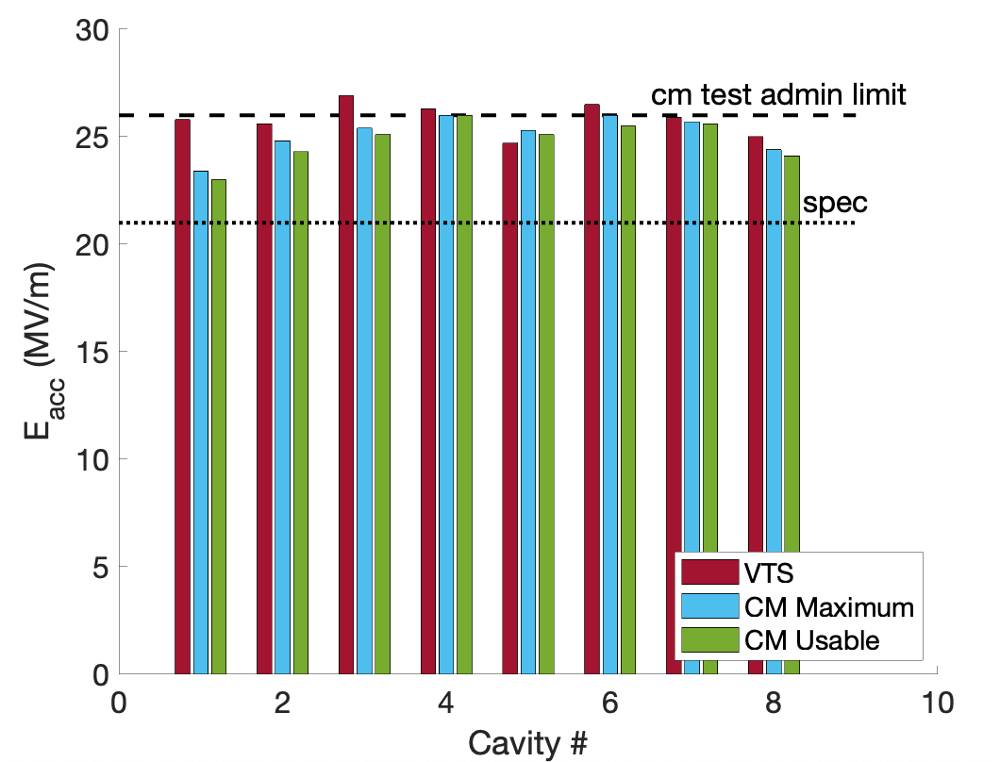 30
25
20
15
10
5
0
E_acc (MV/m)
cm test admin limit
spec
VTS
CM Maximum
CM Usable
0 2 4 6 8 10
Cavity #